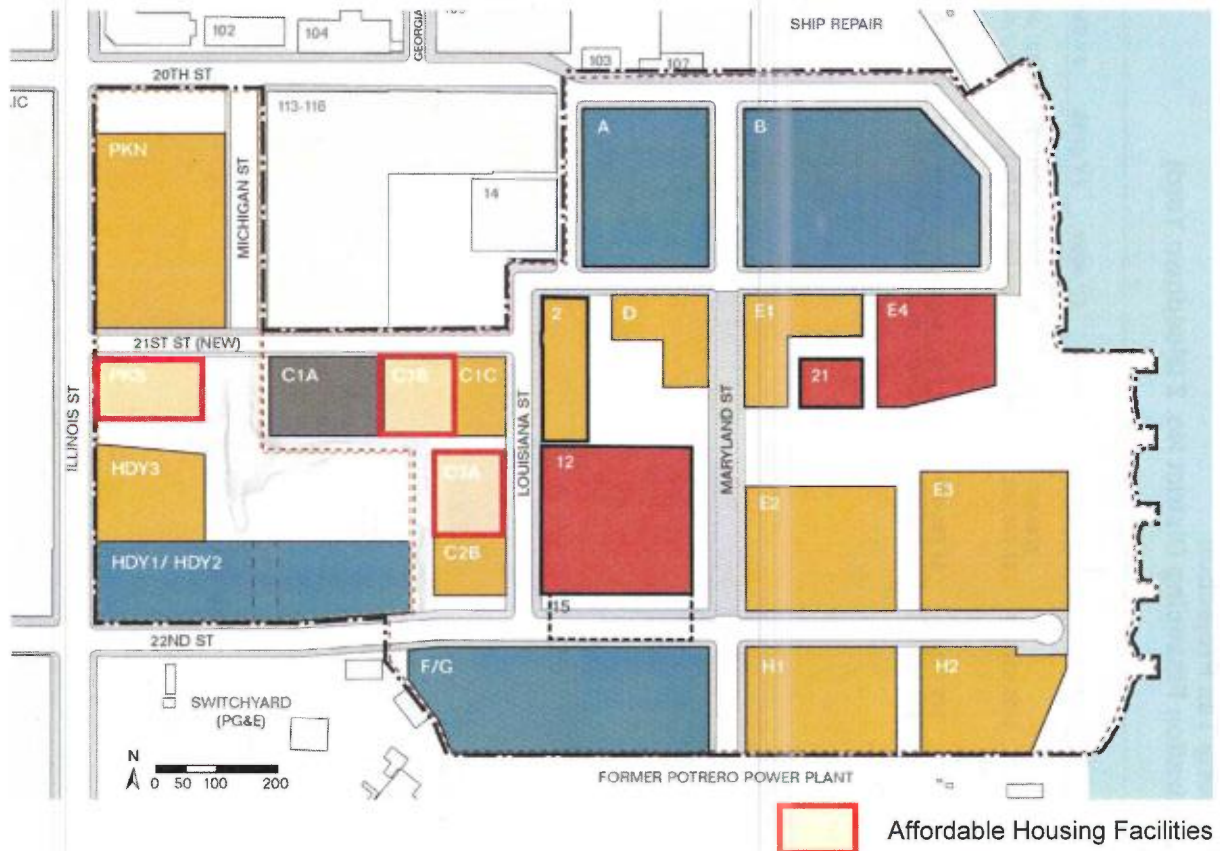 102
104
GEORGIA
SHIP REPAIR
103
107
20TH ST
113-116
A
B
PKN
MICHIGAN ST
14
21ST ST (NEW)
2
D
E1
E4
PKS
C1A
C1B
C1C
21
ILLINOIS ST
LOUISIANA ST
MARYLAND ST
HDY3
C2A
12
E2
E3
HDY1/ HDY2
C2B
15
22ND ST
F/G
H1
H2
SWITCHYARD
(PG&E)
N
0 50 100 200
FORMER POTRERO POWER PLANT
Affordable Housing Facilities